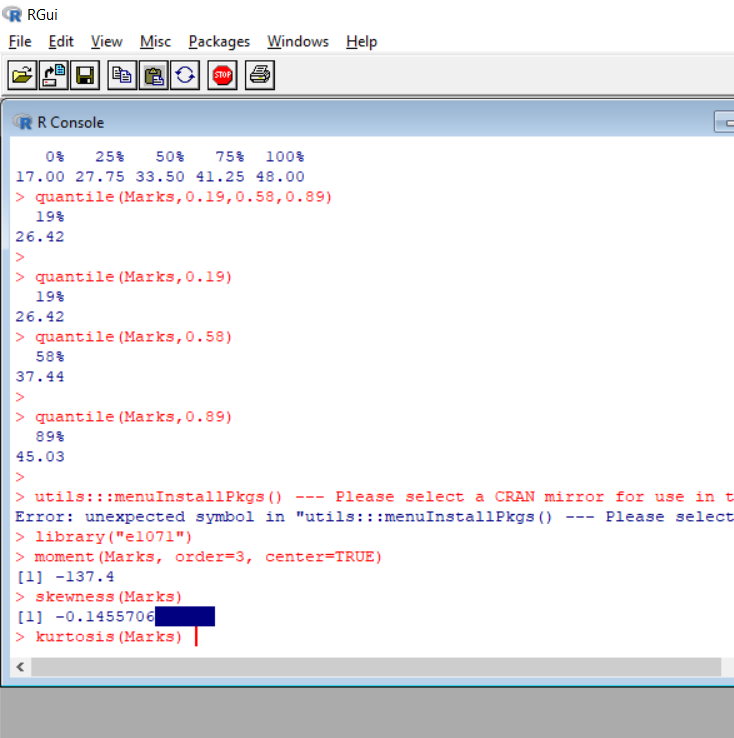 RGui
File Edit View Misc Packages Windows Help
STOP
R Console
0% 25% 50% 75% 100%
17.00 27.75 33.50 41.25 48.00
> quantile(Marks,0.19,0.58,0.89)
19%
26.42
>
> quantile(Marks,0.19)
19%
26.42
> quantile(Marks,0.58)
58%
37.44
>
> quantile(Marks,0.89)
89%
45.03
>
> utils:::menuInstallPkgs() --- Please select a CRAN mirror for use in t
Error: unexpected symbol in "utils:::menuInstallPkgs() --- Please select
> library("e1071")
> moment(Marks, order=3, center=TRUE)
[1] -137.4
> skewness(Marks)
[1] -0.1455706
> kurtosis(Marks)